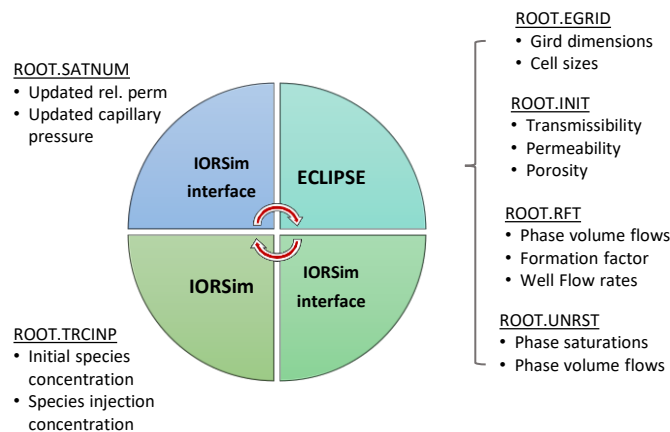 ROOT.SATNUM
• Updated rel. perm
• Updated capillary
pressure
IORSim
interface
ECLIPSE
IORSim
IORSim
interface
ROOT.TRCINP
• Initial species
concentration
• Species injection
concentration
ROOT.EGRID
• Gird dimensions
• Cell sizes
ROOT.INIT
• Transmissibility
• Permeability
• Porosity
ROOT.RFT
• Phase volume flows
• Formation factor
• Well Flow rates
ROOT.UNRST
• Phase saturations
• Phase volume flows